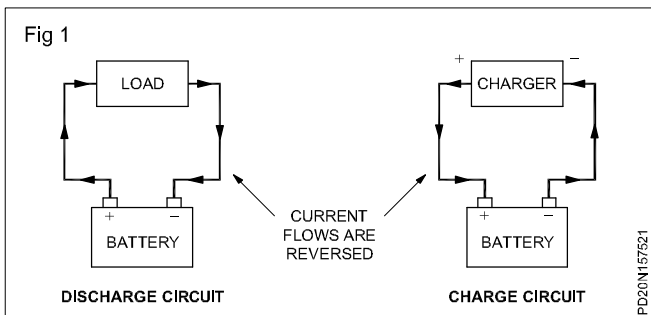 Fig 1
LOAD
+ −
BATTERY
DISCHARGE CIRCUIT
CURRENT
FLOWS ARE
REVERSED
+ −
CHARGER
+ −
BATTERY
CHARGE CIRCUIT
PD20N157521